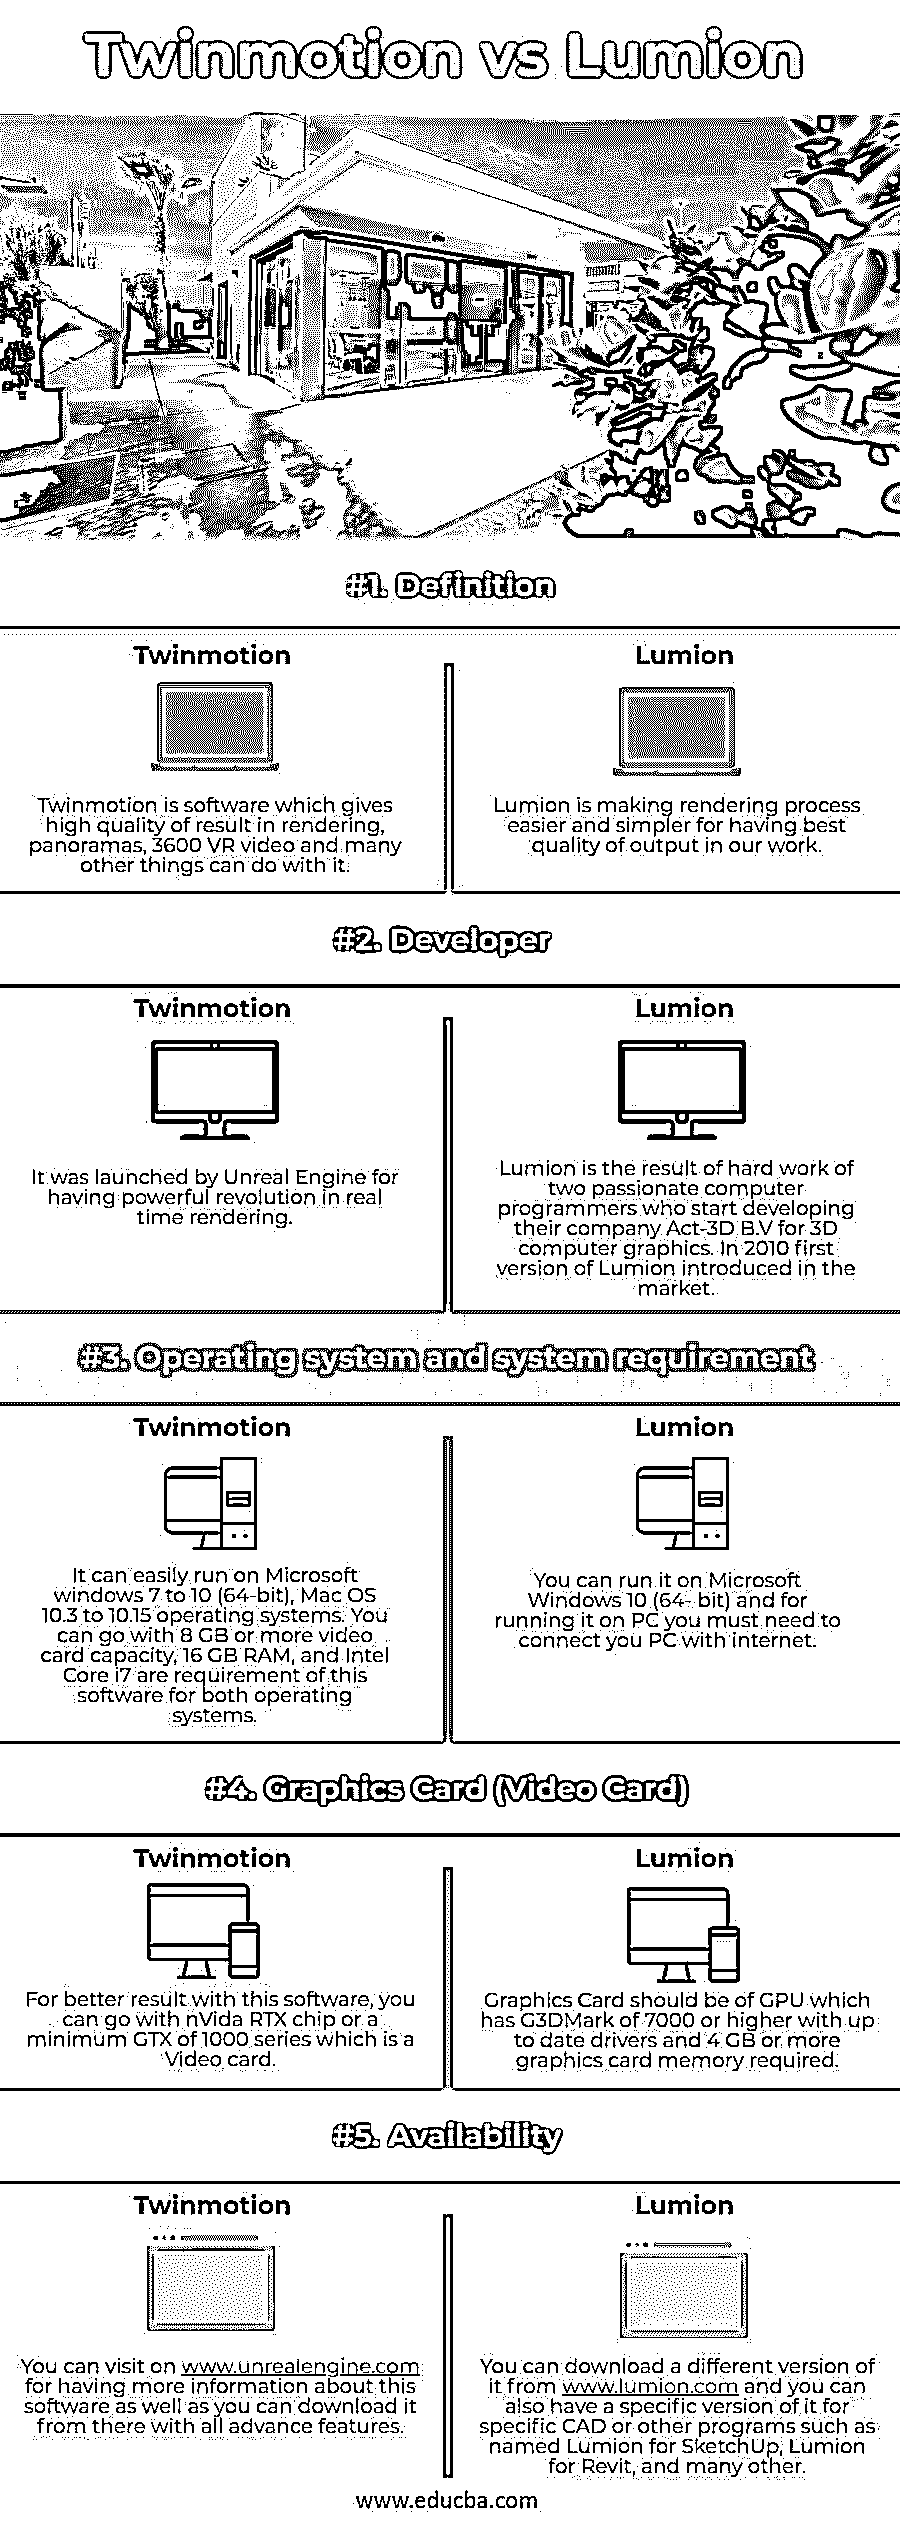 Twinmotion vs Lumion
#1. Definition
Twinmotion
Twinmotion is software which gives
high quality of result in rendering,
panoramas, 3600 VR video and many
other things can do with it.
Lumion
Lumion is making rendering process
easier and simpler for having best
quality of output in our work.
#2. Developer
Twinmotion
It was launched by Unreal Engine for
having powerful revolution in real
time rendering.
Lumion
Lumion is the result of hard work of
two passionate computer
programmers who start developing
their company Act-3D B.V for 3D
computer graphics. In 2010 first
version of Lumion introduced in the
market.
#3. Operating system and system requirement
Twinmotion
It can easily run on Microsoft
windows 7 to 10 (64-bit), Mac OS
10.3 to 10.15 operating systems. You
can go with 8 GB or more video
card capacity, 16 GB RAM, and Intel
Core i7 are requirement of this
software for both operating
systems.
Lumion
You can run it on Microsoft
Windows 10 (64- bit) and for
running it on PC you must need to
connect you PC with internet.
#4. Graphics Card (Video Card)
Twinmotion
For better result with this software, you
can go with nVida RTX chip or a
minimum GTX of 1000 series which is a
Video card.
Lumion
Graphics Card should be of GPU which
has G3DMark of 7000 or higher with up
to date drivers and 4 GB or more
graphics card memory required.
#5. Availability
Twinmotion
You can visit on www.unrealengine.com
for having more information about this
software as well as you can download it
from there with all advance features.
Lumion
You can download a different version of
it from www.lumion.com and you can
also have a specific version of it for
specific CAD or other programs such as
named Lumion for SketchUp, Lumion
for Revit, and many other.
www.educba.com